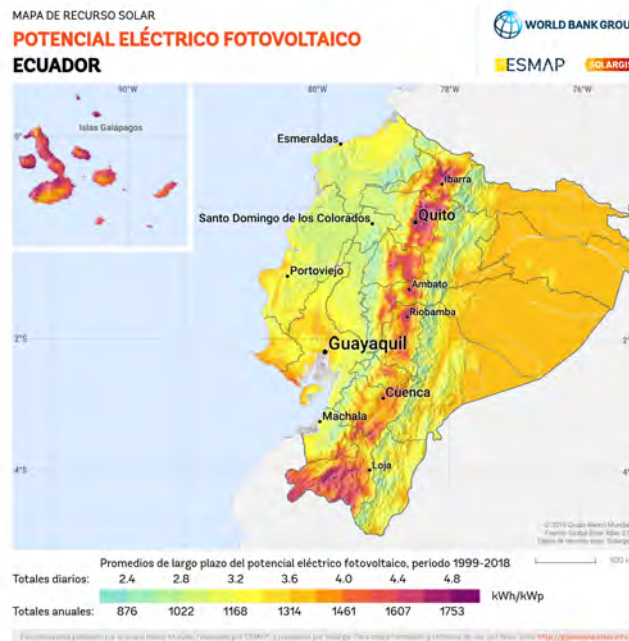 MAPA DE RECURSO SOLAR
POTENCIAL ELÉCTRICO FOTOVOLTAICO
ECUADOR
WORLD BANK GROUP
ESMAP
SOLARGIS
90°W
80°W
78°W
76°W
0°
Islas Galápagos
Esmeraldas
Ibarra
Santo Domingo de los Colorados
Quito
Portoviejo
Ambato
Riobamba
2°S
Guayaquil
2°
Cuenca
Machala
4°S
Loja
4°
Promedios de largo plazo del potencial eléctrico fotovoltaico, periodo 1999-2018
Totales diarios: 2.4 2.8 3.2 3.6 4.0 4.4 4.8
kWh/kWp
Totales anuales: 876 1022 1168 1314 1461 1607 1753